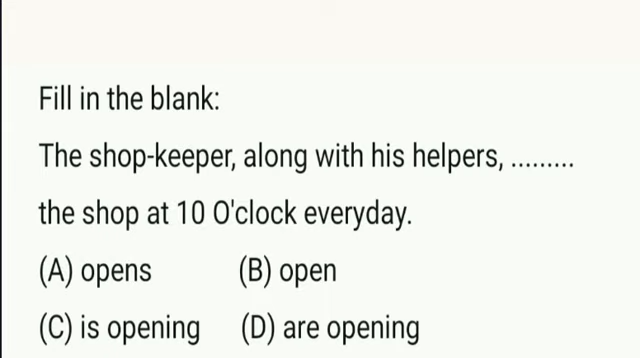 Fill in the blank:
The shop-keeper, along with his helpers, .........
the shop at 10 O'clock everyday.
(A) opens (B) open
(C) is opening (D) are opening